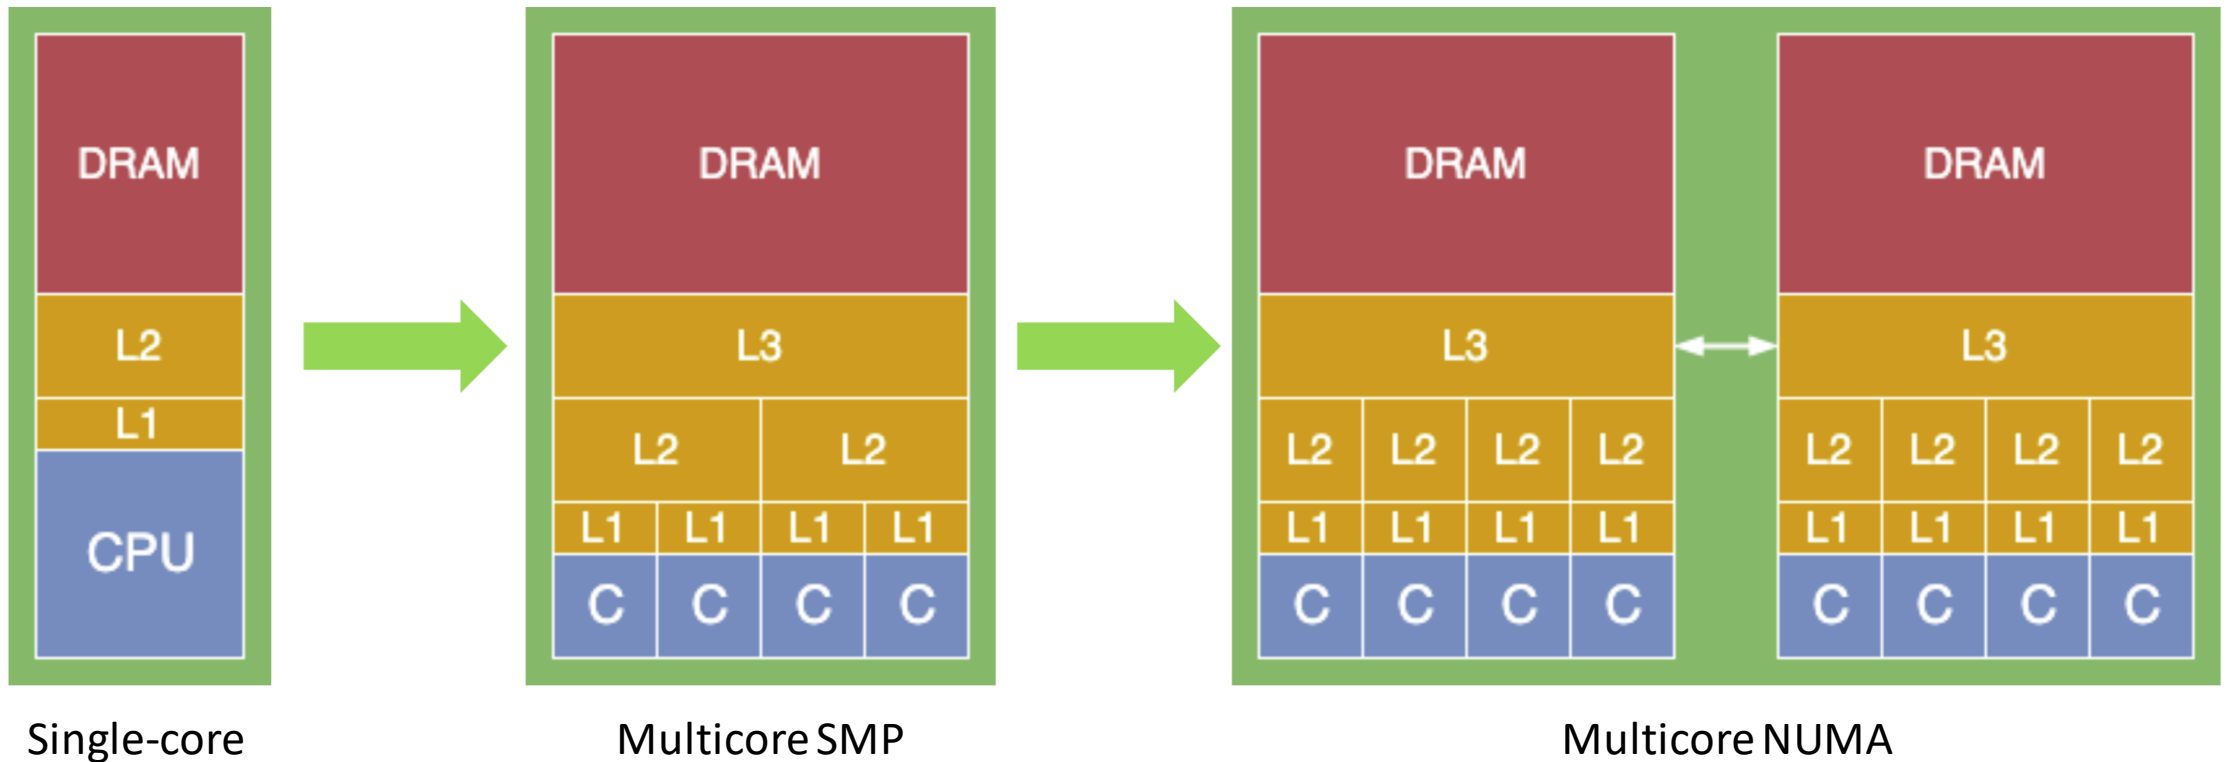 DRAM
L2
L1
CPU
Single-core
DRAM
L3
L2 L2
L1 L1 L1 L1
C C C C
Multicore SMP
DRAM
L3
L2 L2 L2 L2
L1 L1 L1 L1
C C C C
DRAM
L3
L2 L2 L2 L2
L1 L1 L1 L1
C C C C
Multicore NUMA